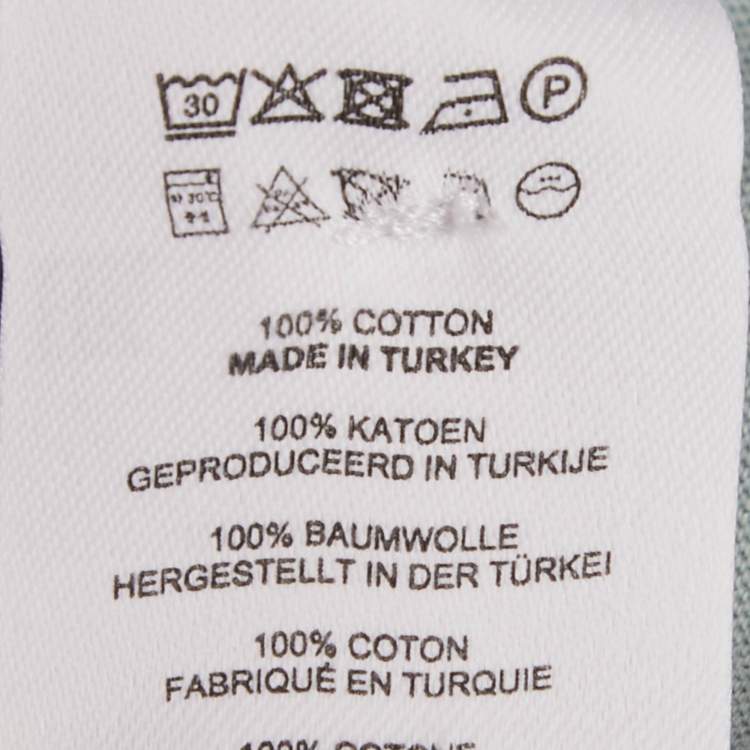 30 P
100% COTTON
MADE IN TURKEY
100% KATOEN
GEPRODUCEERD IN TURKIJE
100% BAUMWOLLE
HERGESTELLT IN DER TÜRKEI
100% COTON
FABRIQUÉ EN TURQUIE